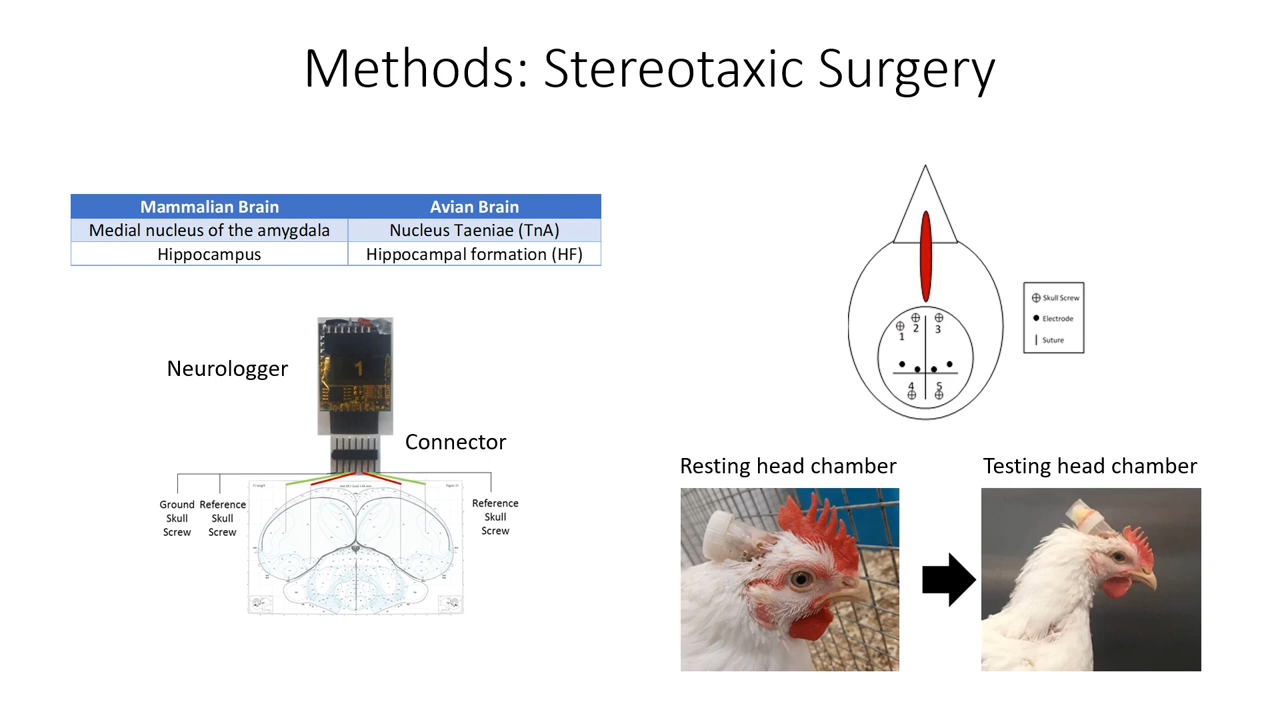 Methods: Stereotaxic Surgery
Mammalian Brain
Avian Brain
Medial nucleus of the amygdala
Nucleus Taeniae (TnA)
Hippocampus
Hippocampal formation (HF)
Neurologger
1
Connector
Ground
Skull
Screw
Reference
Skull
Screw
Reference
Skull
Screw
1
2
3
4
5
Skull Screw
Electrode
Suture
Resting head chamber
Testing head chamber